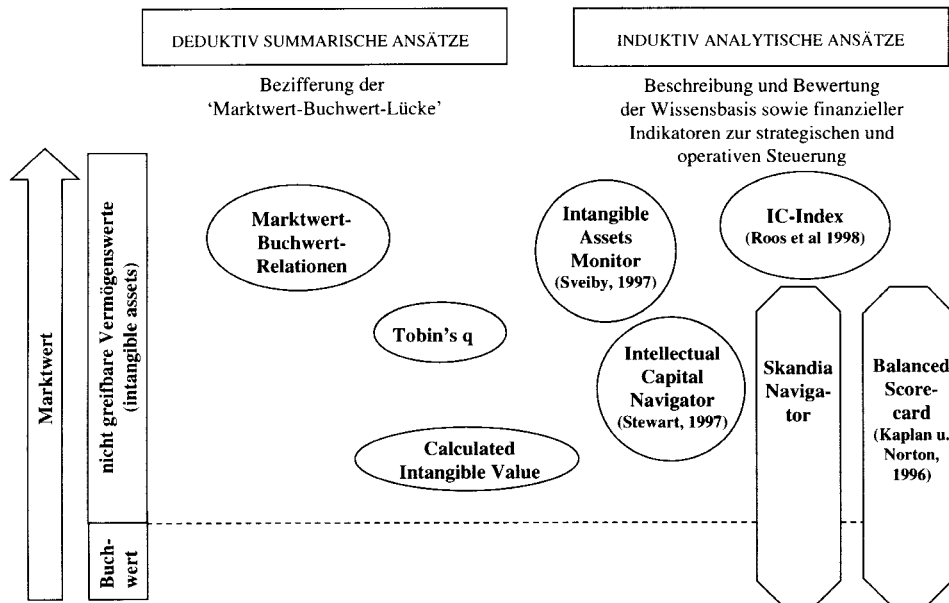 DEDUKTIV SUMMARISCHE ANSÄTZE
Bezifferung der
‘Marktwert-Buchwert-Lücke’
INDUKTIV ANALYTISCHE ANSÄTZE
Beschreibung und Bewertung
der Wissensbasis sowie finanzieller
Indikatoren zur strategischen und
operativen Steuerung
Marktwert
nicht greifbare Vermögenswerte
(intangible assets)
Buch-
wert
Marktwert-
Buchwert-
Relationen
Tobin's q
Calculated
Intangible Value
Intangible
Assets
Monitor
(Sveiby, 1997)
Intellectual
Capital
Navigator
(Stewart, 1997)
IC-Index
(Roos et al 1998)
Skandia
Naviga-
tor
Balanced
Score-
card
(Kaplan u.
Norton,
1996)